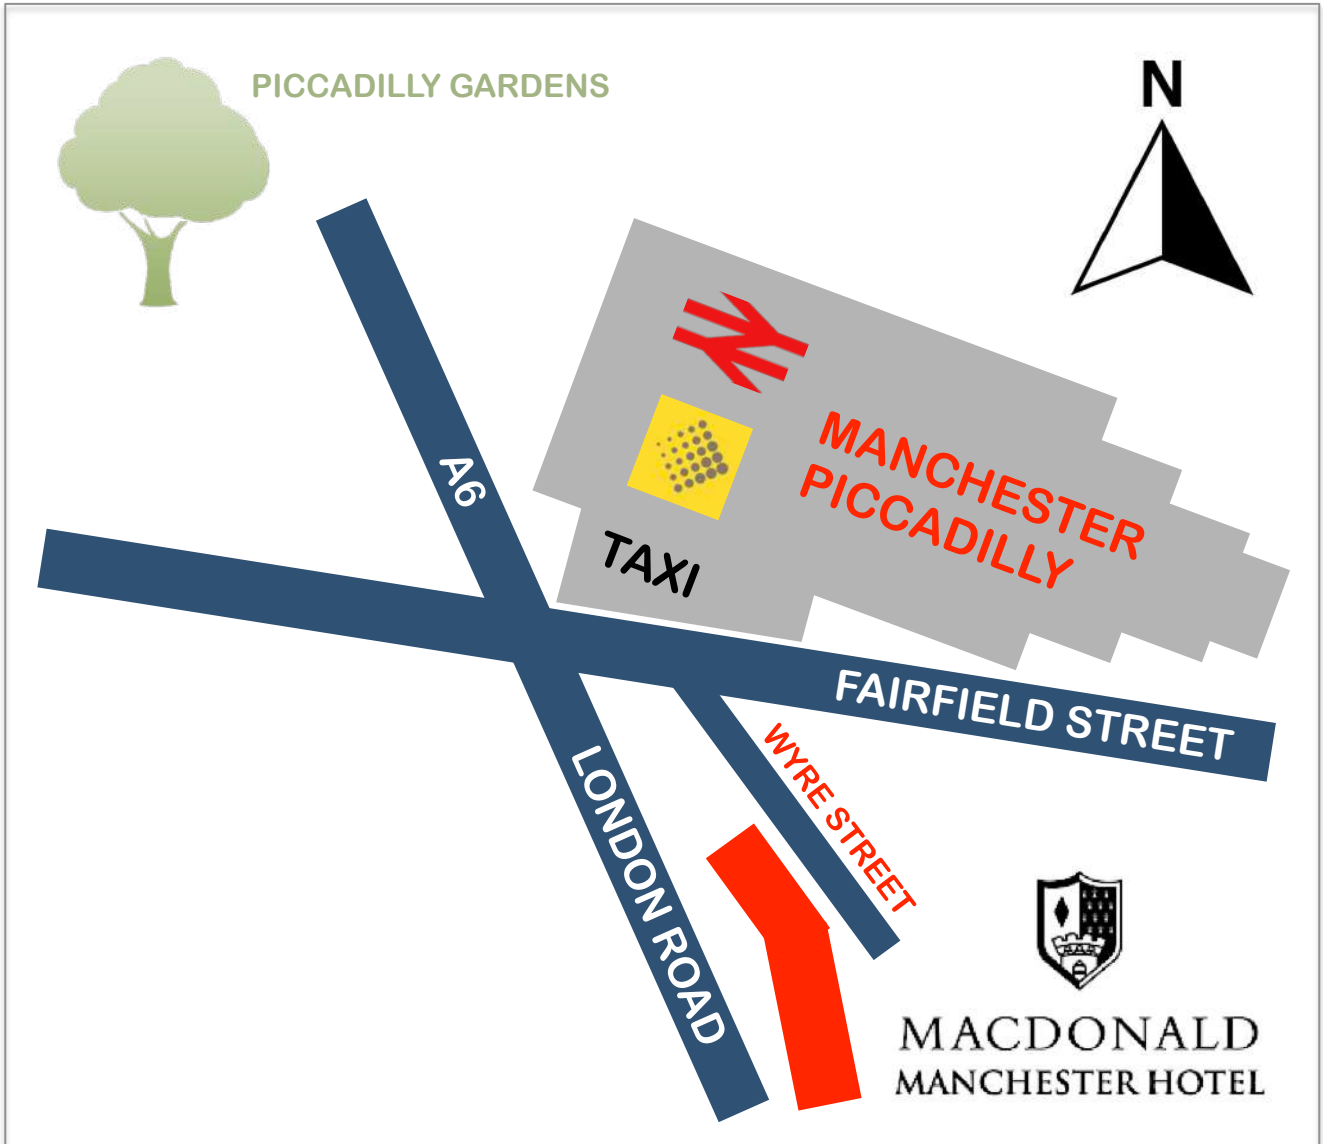 PICCADILLY GARDENS
N
A6
MANCHESTER
PICCADILLY
TAXI
FAIRFIELD STREET
WYRE STREET
LONDON ROAD
MACDONALD
MANCHESTER HOTEL